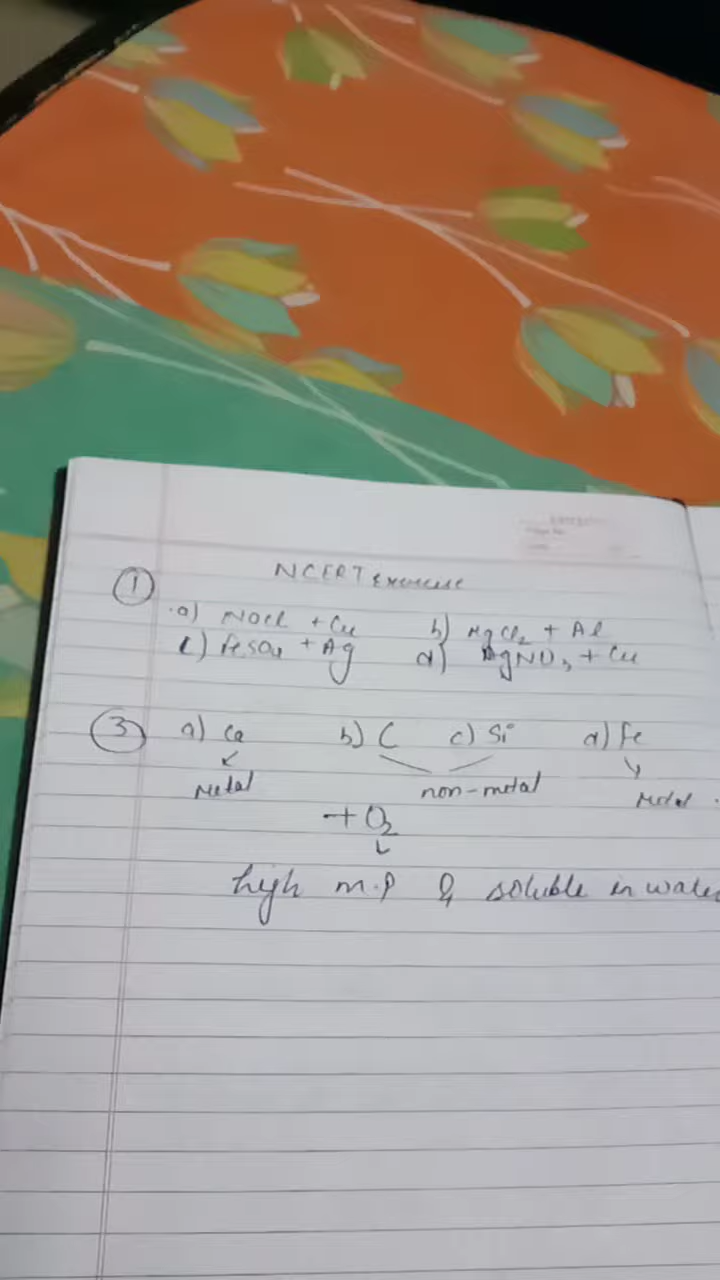 NCERT Exercise
① a) NaCl + Cu b) MgCl₂ + Al
c) FeSO₄ + Ag d) AgNO₃ + Cu
③ a) Ca b) C c) Si d) Fe
Metal non-metal Metal
+ O₂
high m.p & soluble in water